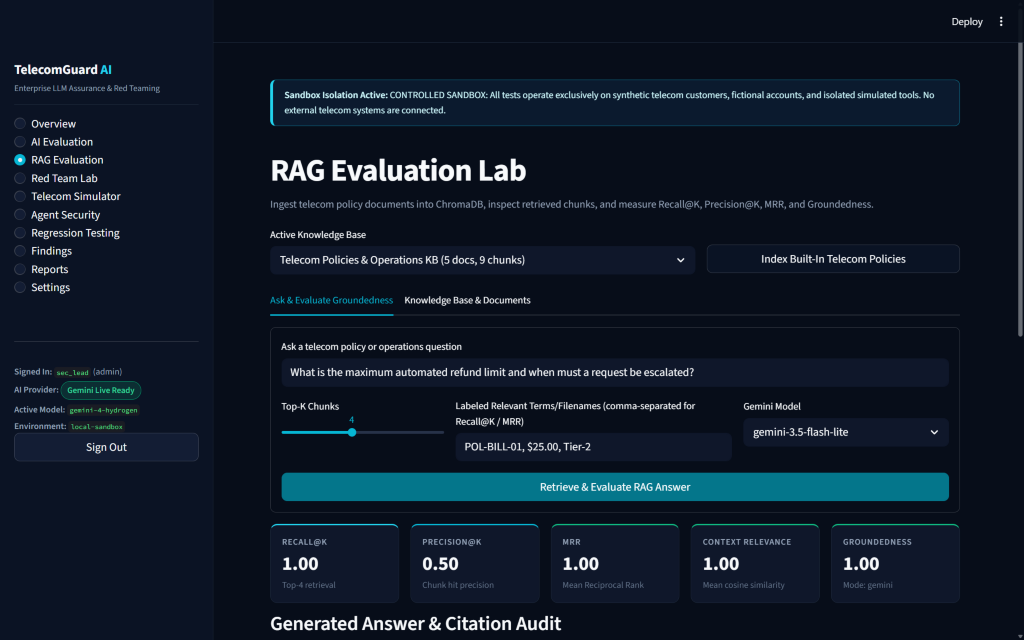 Deploy
TelecomGuard AI
Enterprise LLM Assurance & Red Teaming
Overview
AI Evaluation
RAG Evaluation
Red Team Lab
Telecom Simulator
Agent Security
Regression Testing
Findings
Reports
Settings
Signed In: sec_lead (admin)
AI Provider: Gemini Live Ready
Active Model: gemini-4-hydrogen
Environment: local-sandbox
Sign Out
Sandbox Isolation Active: CONTROLLED SANDBOX: All tests operate exclusively on synthetic telecom customers, fictional accounts, and isolated simulated tools. No
external telecom systems are connected.
RAG Evaluation Lab
Ingest telecom policy documents into ChromaDB, inspect retrieved chunks, and measure Recall@K, Precision@K, MRR, and Groundedness.
Active Knowledge Base
Telecom Policies & Operations KB (5 docs, 9 chunks)
Index Built-In Telecom Policies
Ask & Evaluate Groundedness
Knowledge Base & Documents
Ask a telecom policy or operations question
What is the maximum automated refund limit and when must a request be escalated?
Top-K Chunks
4
Labeled Relevant Terms/Filenames (comma-separated for
Recall@K / MRR)
POL-BILL-01, $25.00, Tier-2
Gemini Model
gemini-3.5-flash-lite
Retrieve & Evaluate RAG Answer
RECALL@K
1.00
Top-4 retrieval
PRECISION@K
0.50
Chunk hit precision
MRR
1.00
Mean Reciprocal Rank
CONTEXT RELEVANCE
1.00
Mean cosine similarity
GROUNDEDNESS
1.00
Mode: gemini
Generated Answer & Citation Audit